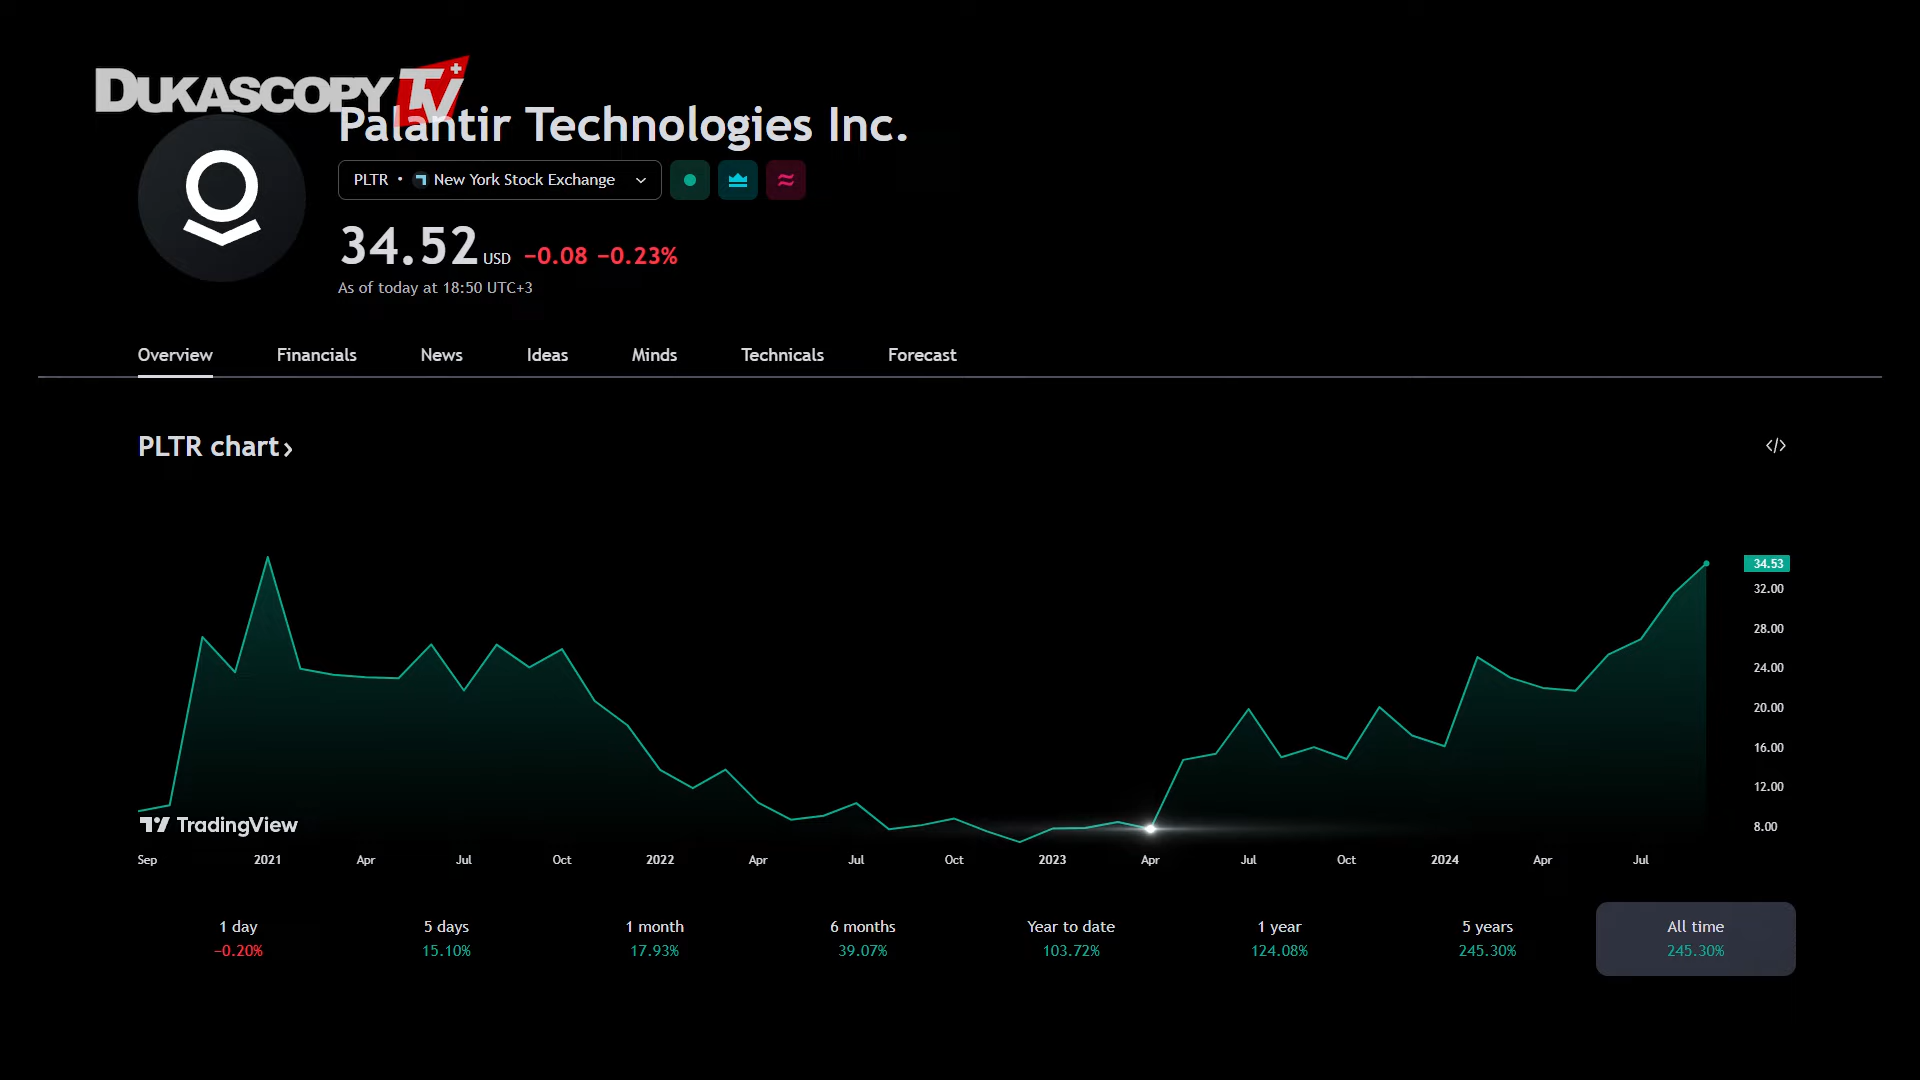 DUKASCOPY TV
Palantir Technologies Inc.
PLTR • New York Stock Exchange
34.52 USD −0.08 −0.23%
As of today at 18:50 UTC+3
Overview Financials News Ideas Minds Technicals Forecast
PLTR chart
34.53
32.00
28.00
24.00
20.00
16.00
12.00
8.00
TradingView
Sep 2021 Apr Jul Oct 2022 Apr Jul Oct 2023 Apr Jul Oct 2024 Apr Jul
1 day 5 days 1 month 6 months Year to date 1 year 5 years All time
−0.20% 15.10% 17.93% 39.07% 103.72% 124.08% 245.30% 245.30%